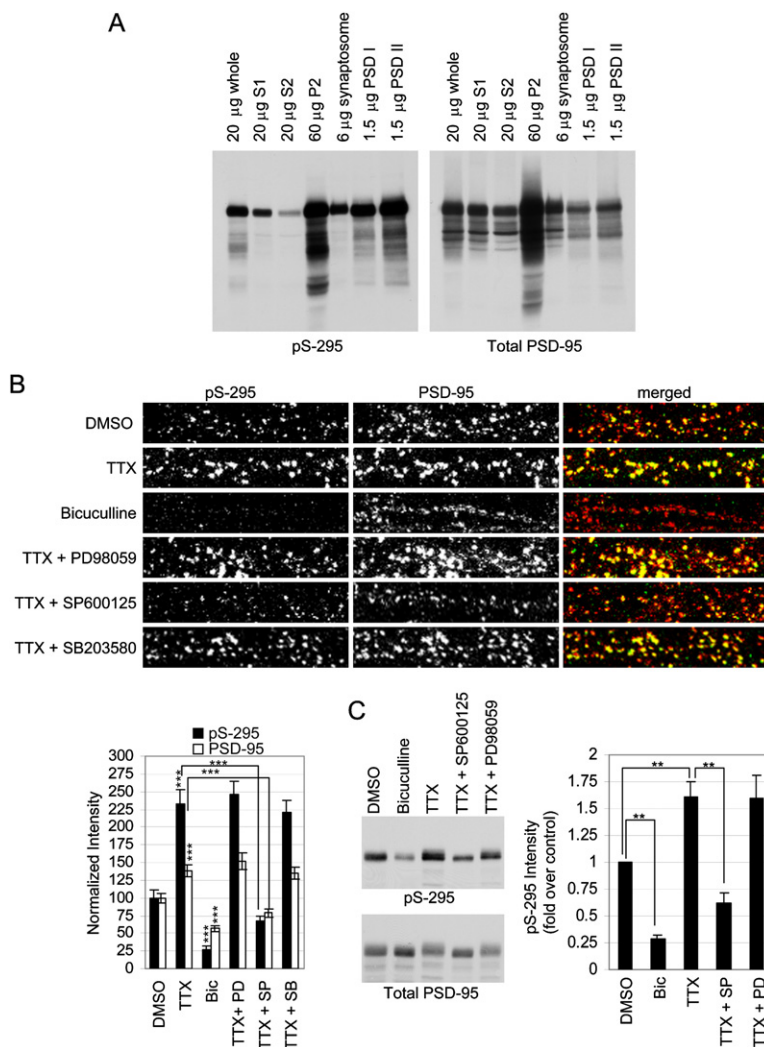 A
20 µg whole
20 µg S1
20 µg S2
60 µg P2
6 µg synaptosome
1.5 µg PSD I
1.5 µg PSD II
20 µg whole
20 µg S1
20 µg S2
60 µg P2
6 µg synaptosome
1.5 µg PSD I
1.5 µg PSD II
pS-295
Total PSD-95
B
pS-295
PSD-95
merged
DMSO
TTX
Bicuculline
TTX + PD98059
TTX + SP600125
TTX + SB203580
pS-295
PSD-95
Normalized Intensity
300
275
250
225
200
175
150
125
100
75
50
25
0
***
***
***
***
***
***
DMSO
TTX
Bic
TTX+ PD
TTX + SP
TTX + SB
C
DMSO
Bicuculline
TTX
TTX + SP600125
TTX + PD98059
pS-295
Total PSD-95
pS-295 Intensity
(fold over control)
2
1.75
1.5
1.25
1
0.75
0.5
0.25
0
**
**
**
DMSO
Bic
TTX
TTX + SP
TTX + PD